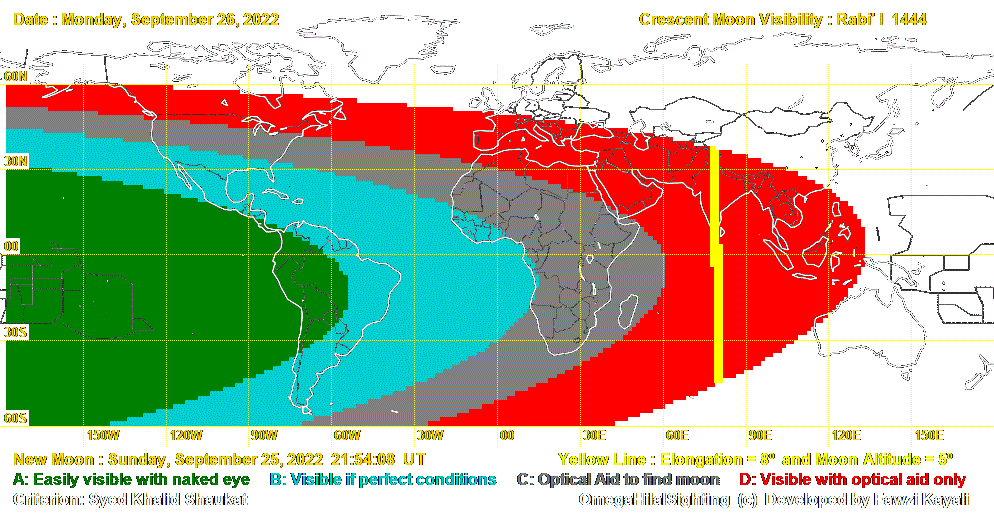 Date : Monday, September 26, 2022 Crescent Moon Visibility : Rabi' I 1444
60N
30N
00
30S
60S
150W 120W 90W 60W 30W 00 30E 60E 90E 120E 150E
New Moon : Sunday, September 25, 2022 21:54:08 UT Yellow Line : Elongation = 8º and Moon Altitude = 5º
A: Easily visible with naked eye B: Visible if perfect conditions C: Optical Aid to find moon D: Visible with optical aid only
Criterion: Syed Khalid Shaukat OmegaHilalSighting (c) Developed by Fawzi Kayali